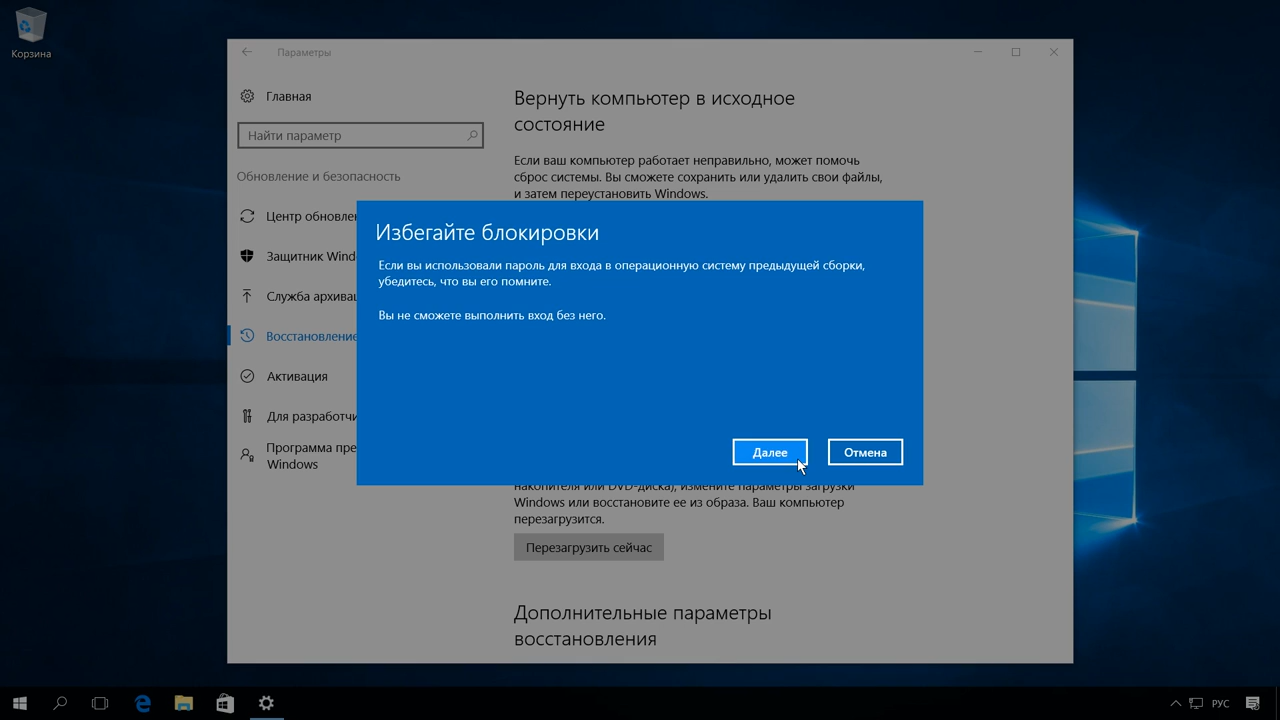 Корзина
Параметры
Главная
Найти параметр
Обновление и безопасность
Центр обновле
Защитник Wind
Служба архива
Восстановление
Активация
Для разработчи
Программа пре
Windows
Вернуть компьютер в исходное
состояние
Если ваш компьютер работает неправильно, может помочь
сброс системы. Вы сможете сохранить или удалить свои файлы,
и затем переустановить Windows.
Избегайте блокировки
Если вы использовали пароль для входа в операционную систему предыдущей сборки,
убедитесь, что вы его помните.
Вы не сможете выполнить вход без него.
Далее
Отмена
накопителя или DVD-диска), измените параметры загрузки
Windows или восстановите ее из образа. Ваш компьютер
перезагрузится.
Перезагрузить сейчас
Дополнительные параметры
восстановления
РУС